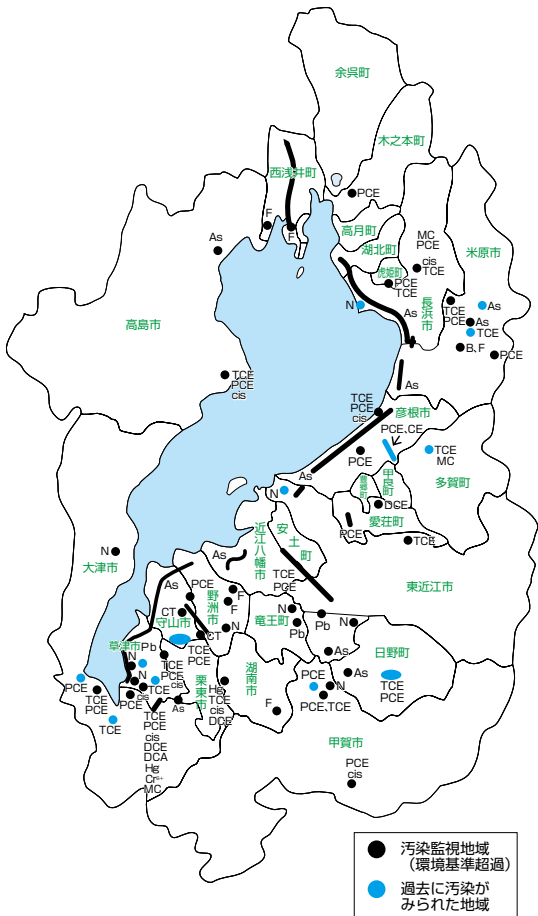 余呉町
木之本町
西浅井町
PCE
F
F
高月町
湖北町
As
MC
PCE
cis
TCE
米原市
虎姫町
PCE
TCE
長浜市
N
As
TCE
PCE
As
As
TCE
B、F
PCE
高島市
TCE
PCE
cis
As
TCE
PCE
cis
彦根市
PCE、CE
PCE
TCE
MC
甲良町
多賀町
豊郷町
DCE
As
N
愛荘町
PCE
TCE
安土町
近江八幡市
As
N
大津市
東近江市
As
PCE
野洲市
F
F
TCE
PCE
CT
守山市
竜王町
N
Pb
Pb
N
CT
N
TCE
PCE
草津市
Pb
N
N
TCE
PCE
cis
As
日野町
As
PCE
TCE
PCE
TCE
PCE
cis
TCE
As
栗東市
湖南市
Hg
TCE
cis
DCE
PCE
N
PCE、TCE
TCE
PCE
F
TCE
TCE
PCE
cis
DCE
DCA
Hg
Cr⁶⁺
MC
甲賀市
PCE
cis
汚染監視地域
（環境基準超過）
過去に汚染が
みられた地域